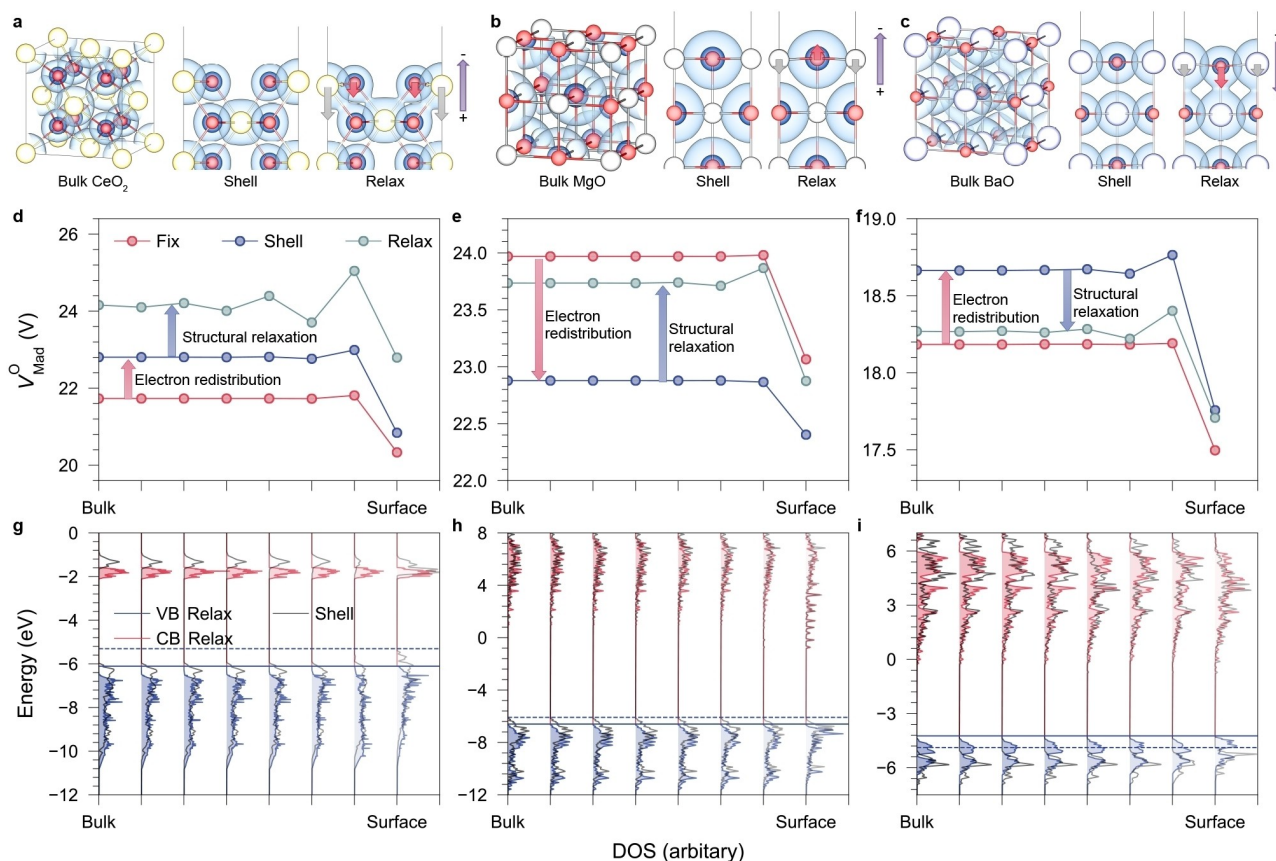 a
b
c
-
+
-
+
-
Bulk CeO₂
Shell
Relax
Bulk MgO
Shell
Relax
Bulk BaO
Shell
Relax
d
26
24
22
20
V^O_Mad (V)
Fix
Shell
Relax
Structural relaxation
Electron redistribution
Bulk
Surface
e
24.0
23.5
23.0
22.5
22.0
Electron
redistribution
Structural
relaxation
Bulk
Surface
f
19.0
18.5
18.0
17.5
Electron
redistribution
Structural
relaxation
Bulk
Surface
g
0
−2
−4
−6
−8
−10
−12
Energy (eV)
VB Relax
Shell
CB Relax
Bulk
Surface
h
8
4
0
−4
−8
−12
Bulk
Surface
i
6
3
0
−3
−6
Bulk
Surface
DOS (arbitary)